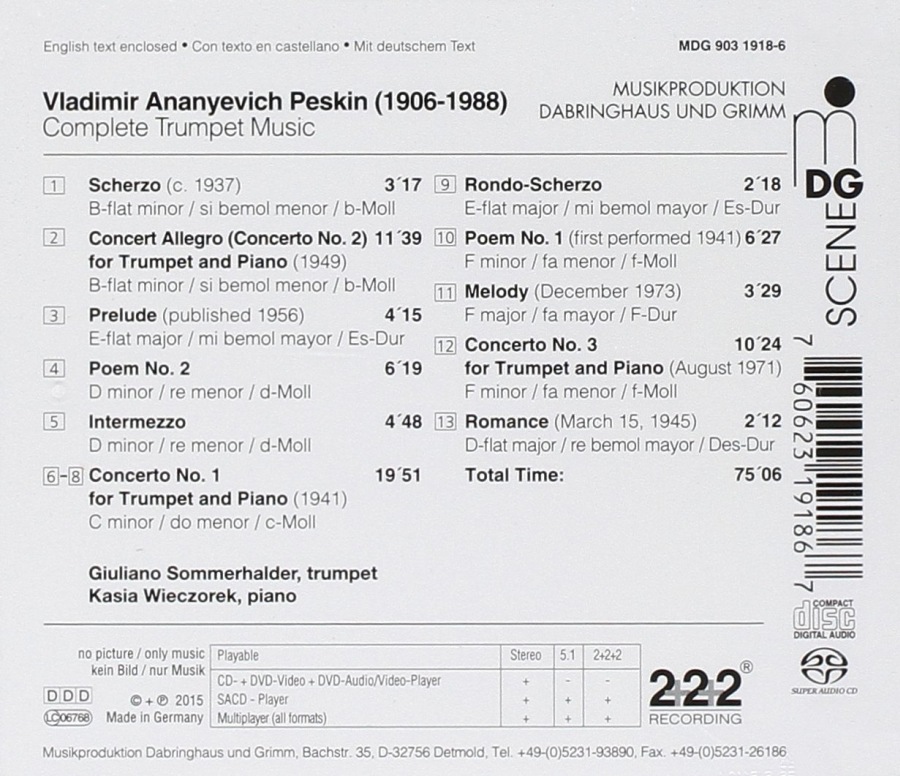 English text enclosed • Con texto en castellano • Mit deutschem Text
MDG 903 1918-6
Vladimir Ananyevich Peskin (1906-1988)
Complete Trumpet Music
MUSIKPRODUKTION
DABRINGHAUS UND GRIMM
MDG
SCENE
1 Scherzo (c. 1937) 3´17
B-flat minor / si bemol menor / b-Moll
2 Concert Allegro (Concerto No. 2) 11´39
for Trumpet and Piano (1949)
B-flat minor / si bemol menor / b-Moll
3 Prelude (published 1956) 4´15
E-flat major / mi bemol mayor / Es-Dur
4 Poem No. 2 6´19
D minor / re menor / d-Moll
5 Intermezzo 4´48
D minor / re menor / d-Moll
6-8 Concerto No. 1 19´51
for Trumpet and Piano (1941)
C minor / do menor / c-Moll
9 Rondo-Scherzo 2´18
E-flat major / mi bemol mayor / Es-Dur
10 Poem No. 1 (first performed 1941) 6´27
F minor / fa menor / f-Moll
11 Melody (December 1973) 3´29
F major / fa mayor / F-Dur
12 Concerto No. 3 10´24
for Trumpet and Piano (August 1971)
F minor / fa menor / f-Moll
13 Romance (March 15, 1945) 2´12
D-flat major / re bemol mayor / Des-Dur
Total Time: 75´06
Giuliano Sommerhalder, trumpet
Kasia Wieczorek, piano
7 60623 19186 7
COMPACT
disc
DIGITAL AUDIO
SUPER AUDIO CD
no picture / only music
kein Bild / nur Musik
DDD
© + ℗ 2015
LC 06768
Made in Germany
Playable Stereo 5.1 2+2+2
CD- + DVD-Video + DVD-Audio/Video-Player + - -
SACD - Player + + +
Multiplayer (all formats) + + +
2+2+2®
RECORDING
Musikproduktion Dabringhaus und Grimm, Bachstr. 35, D-32756 Detmold, Tel. +49-(0)5231-93890, Fax. +49-(0)5231-26186